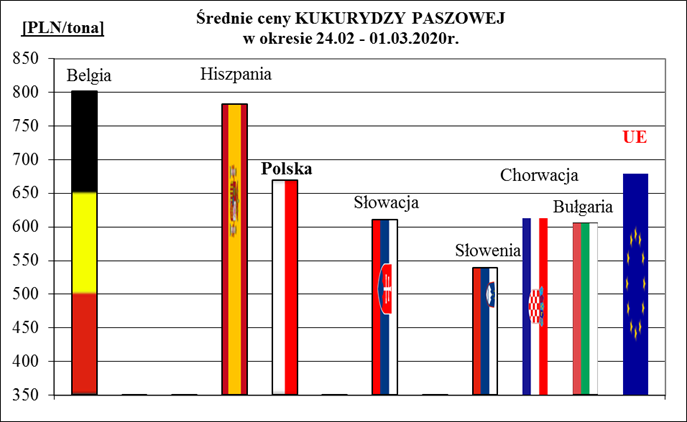 Średnie ceny KUKURYDZY PASZOWEJ
w okresie 24.02 - 01.03.2020r.
[PLN/tona]
850
800
750
700
650
600
550
500
450
400
350
Belgia
Hiszpania
Polska
Słowacja
Słowenia
Chorwacja
Bułgaria
UE